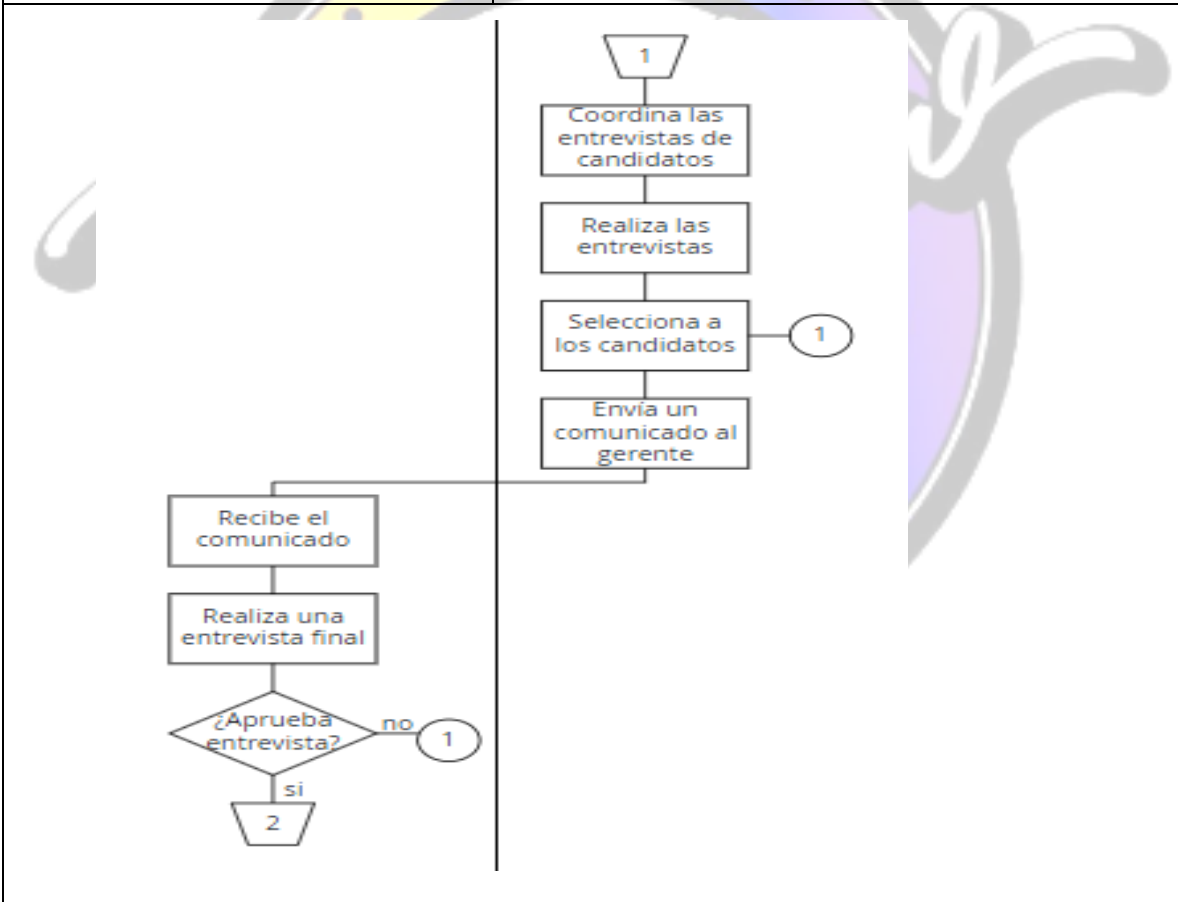 1
Coordina las
entrevistas de
candidatos
Realiza las
entrevistas
Selecciona a
los candidatos
1
Envía un
comunicado al
gerente
Recibe el
comunicado
Realiza una
entrevista final
¿Aprueba
entrevista?
no
1
si
2